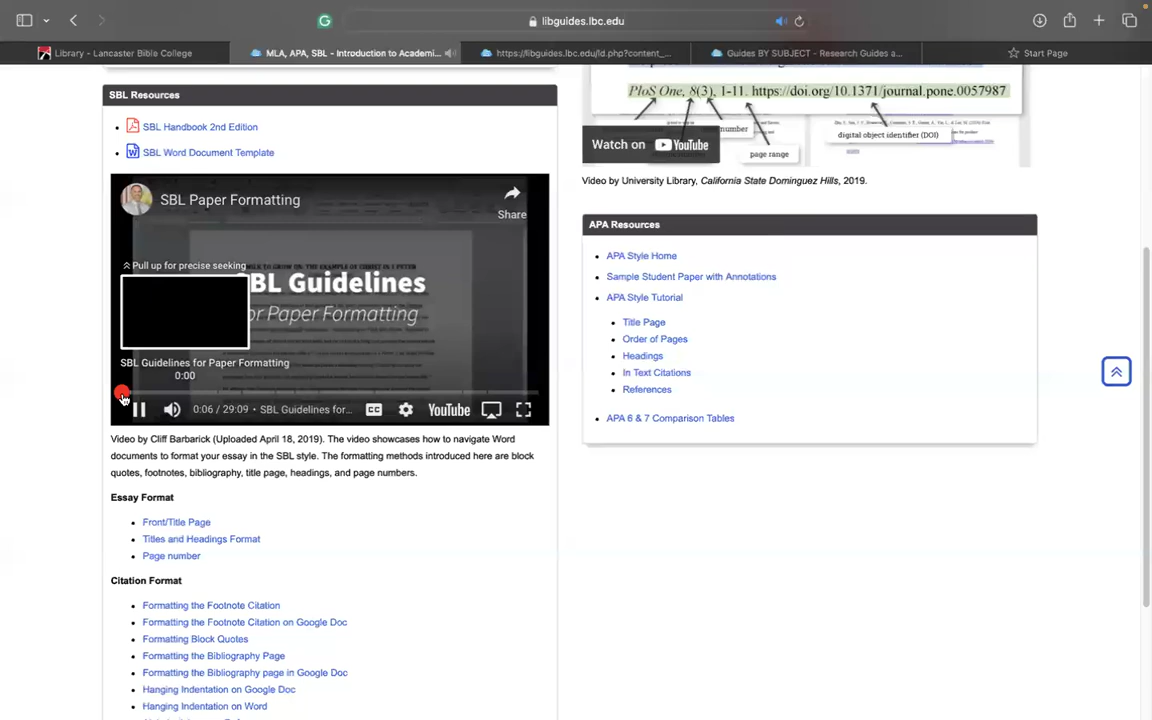 libguides.lbc.edu
Library - Lancaster Bible College
MLA, APA, SBL - Introduction to Academi...
https://libguides.lbc.edu/ld.php?content_...
Guides BY SUBJECT - Research Guides a...
Start Page
SBL Resources
SBL Handbook 2nd Edition
SBL Word Document Template
SBL Paper Formatting
Share
Pull up for precise seeking
BL Guidelines
or Paper Formatting
SBL Guidelines for Paper Formatting
0:00
0:06 / 29:09 • SBL Guidelines for...
CC
YouTube
Video by Cliff Barbarick (Uploaded April 18, 2019). The video showcases how to navigate Word
documents to format your essay in the SBL style. The formatting methods introduced here are block
quotes, footnotes, bibliography, title page, headings, and page numbers.
Essay Format
Front/Title Page
Titles and Headings Format
Page number
Citation Format
Formatting the Footnote Citation
Formatting the Footnote Citation on Google Doc
Formatting Block Quotes
Formatting the Bibliography Page
Formatting the Bibliography page in Google Doc
Hanging Indentation on Google Doc
Hanging Indentation on Word
PloS One, 8(3), 1-11. https://doi.org/10.1371/journal.pone.0057987
number
digital object identifier (DOI)
page range
Watch on YouTube
Video by University Library, California State Dominguez Hills, 2019.
APA Resources
APA Style Home
Sample Student Paper with Annotations
APA Style Tutorial
Title Page
Order of Pages
Headings
In Text Citations
References
APA 6 & 7 Comparison Tables